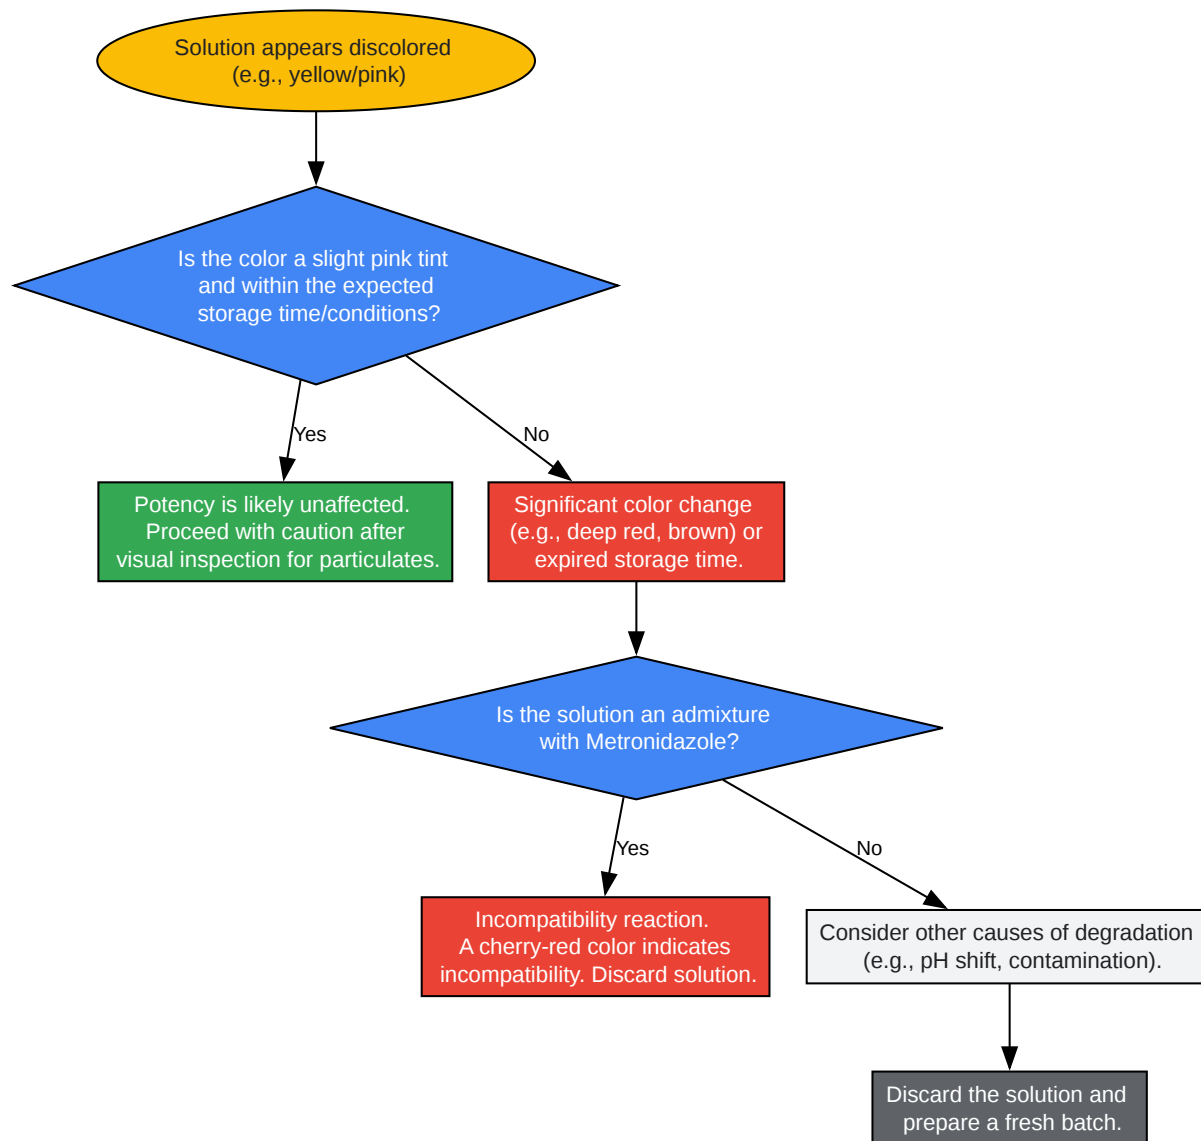 Solution appears discolored
(e.g., yellow/pink)
Is the color a slight pink tint
and within the expected
storage time/conditions?
Yes
No
Potency is likely unaffected.
Proceed with caution after
visual inspection for particulates.
Significant color change
(e.g., deep red, brown) or
expired storage time.
Is the solution an admixture
with Metronidazole?
Yes
No
Incompatibility reaction.
A cherry-red color indicates
incompatibility. Discard solution.
Consider other causes of degradation
(e.g., pH shift, contamination).
Discard the solution and
prepare a fresh batch.